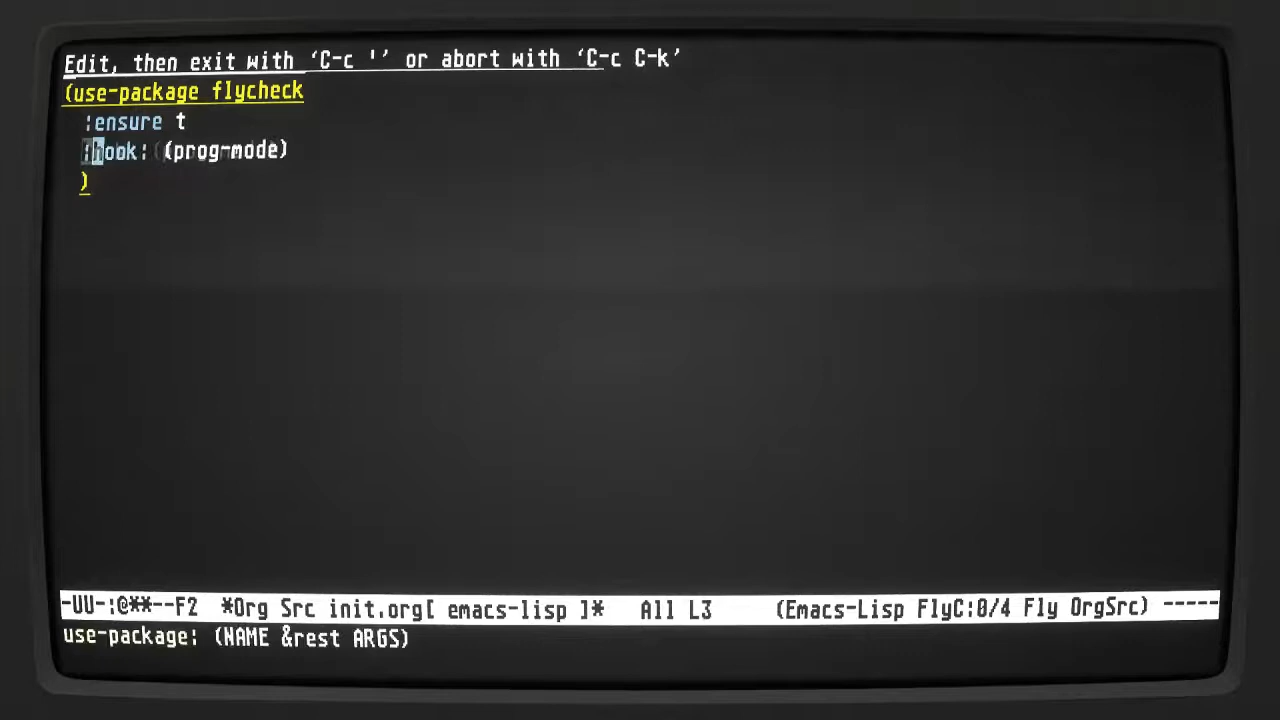 Edit, then exit with ‘C-c '’ or abort with ‘C-c C-k’
(use-package flycheck
:ensure t
:hook: (prog-mode)
)
-UU-:@**--F2 *Org Src init.org[ emacs-lisp ]* All L3 (Emacs-Lisp FlyC:0/4 Fly OrgSrc) -----
use-package: (NAME &rest ARGS)